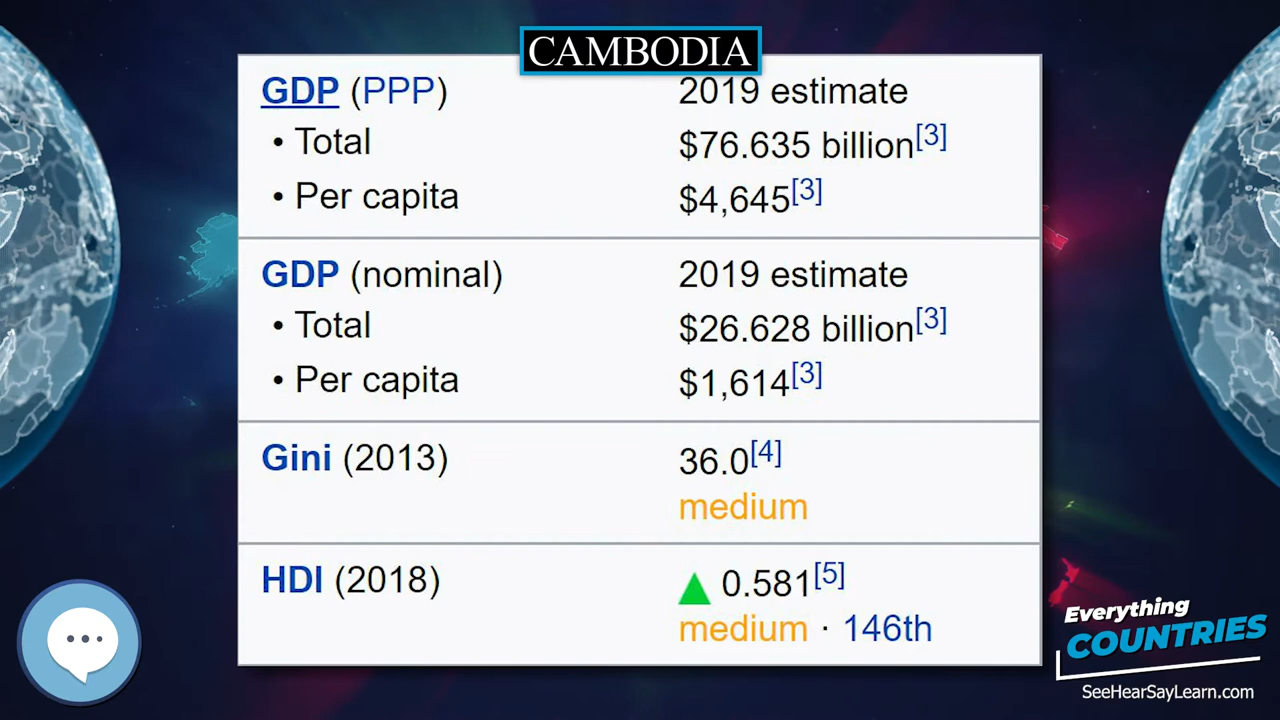 CAMBODIA
GDP (PPP) 2019 estimate
• Total $76.635 billion[3]
• Per capita $4,645[3]
GDP (nominal) 2019 estimate
• Total $26.628 billion[3]
• Per capita $1,614[3]
Gini (2013) 36.0[4]
medium
HDI (2018) ▲ 0.581[5]
medium · 146th
Everything
COUNTRIES
SeeHearSayLearn.com